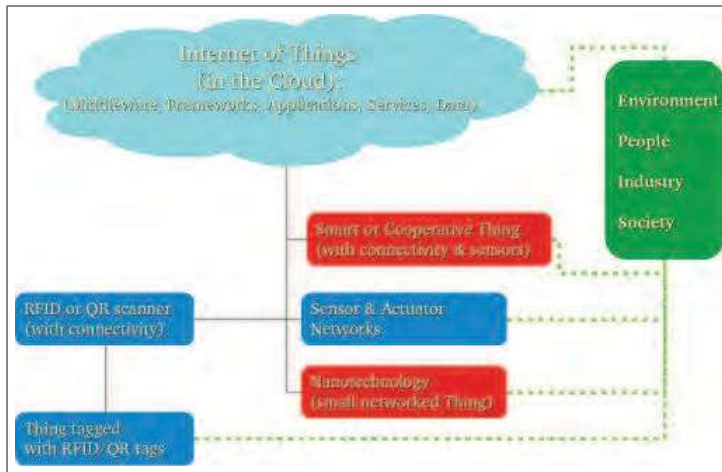 Internet of Things
(in the Cloud):
(Middleware, Frameworks, Applications, Services, Data)
Environment
People
Industry
Society
Smart or Cooperative Thing
(with connectivity & sensors)
RFID or QR scanner
(with connectivity)
Sensor & Actuator
Networks
Nanotechnology
(small networked Thing)
Thing tagged
with RFID/QR tags